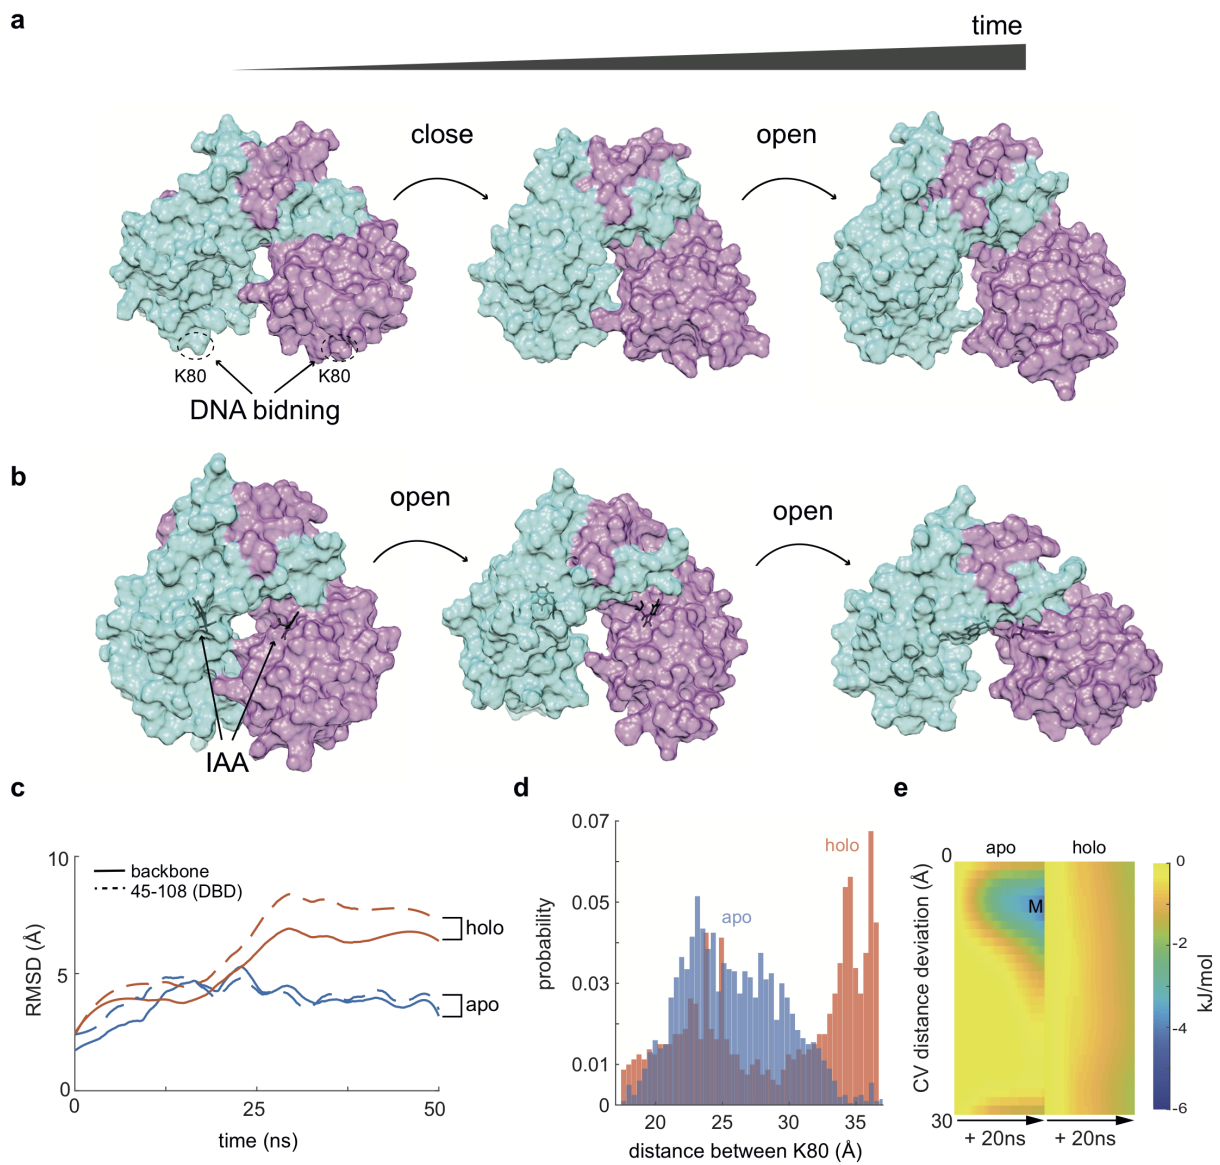 a
time
close
open
K80
K80
DNA bidning
b
open
open
IAA
c
10
5
0
RMSD (Å)
backbone
45-108 (DBD)
holo
apo
0
25
50
time (ns)
d
0.07
0.05
0.03
0.01
0
probability
holo
apo
20
25
30
35
distance between K80 (Å)
e
apo
holo
0
30
CV distance deviation (Å)
M
+ 20ns
+ 20ns
0
-2
-4
-6
kJ/mol